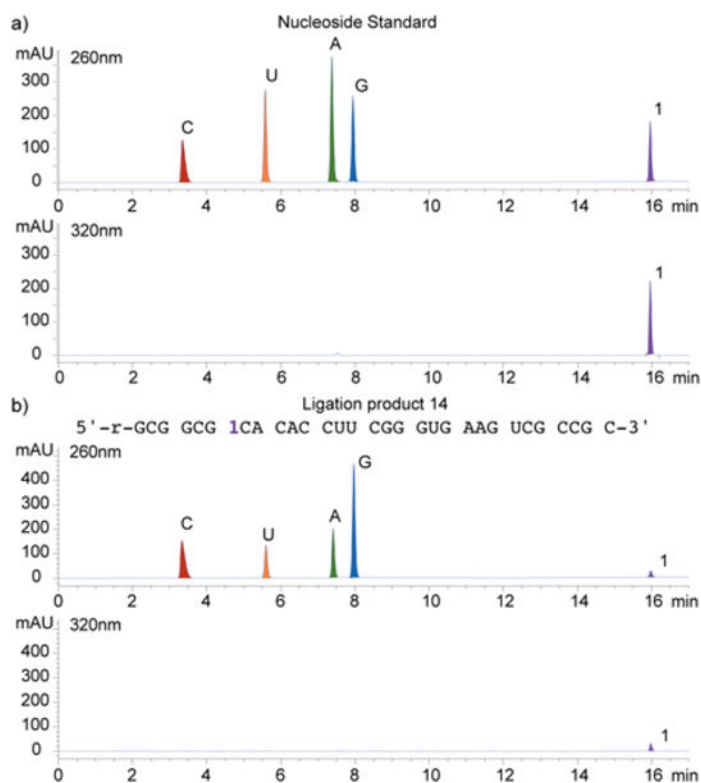 a) Nucleoside Standard
mAU 260nm
300
200
100
0
C U A G 1
0 2 4 6 8 10 12 14 16 min
mAU 320nm
300
200
100
0
1
0 2 4 6 8 10 12 14 16 min
b) Ligation product 14
5'-r-GCG GCG 1CA CAC CUU CGG GUG AAG UCG CCG C-3'
mAU 260nm
400
300
200
100
0
C U A G 1
0 2 4 6 8 10 12 14 16 min
mAU 320nm
400
300
200
100
0
1
0 2 4 6 8 10 12 14 16 min